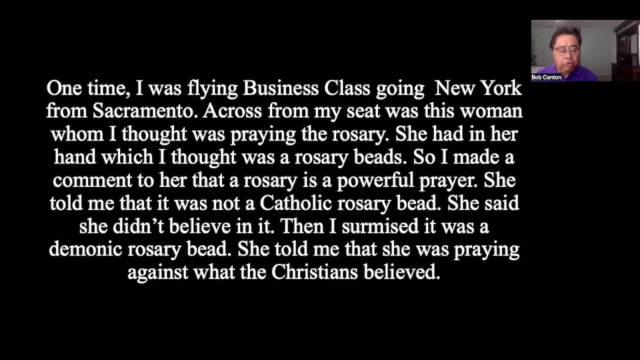 One time, I was flying Business Class going New York
from Sacramento. Across from my seat was this woman
whom I thought was praying the rosary. She had in her
hand which I thought was a rosary beads. So I made a
comment to her that a rosary is a powerful prayer. She
told me that it was not a Catholic rosary bead. She said
she didn’t believe in it. Then I surmised it was a
demonic rosary bead. She told me that she was praying
against what the Christians believed.
Bob Canton